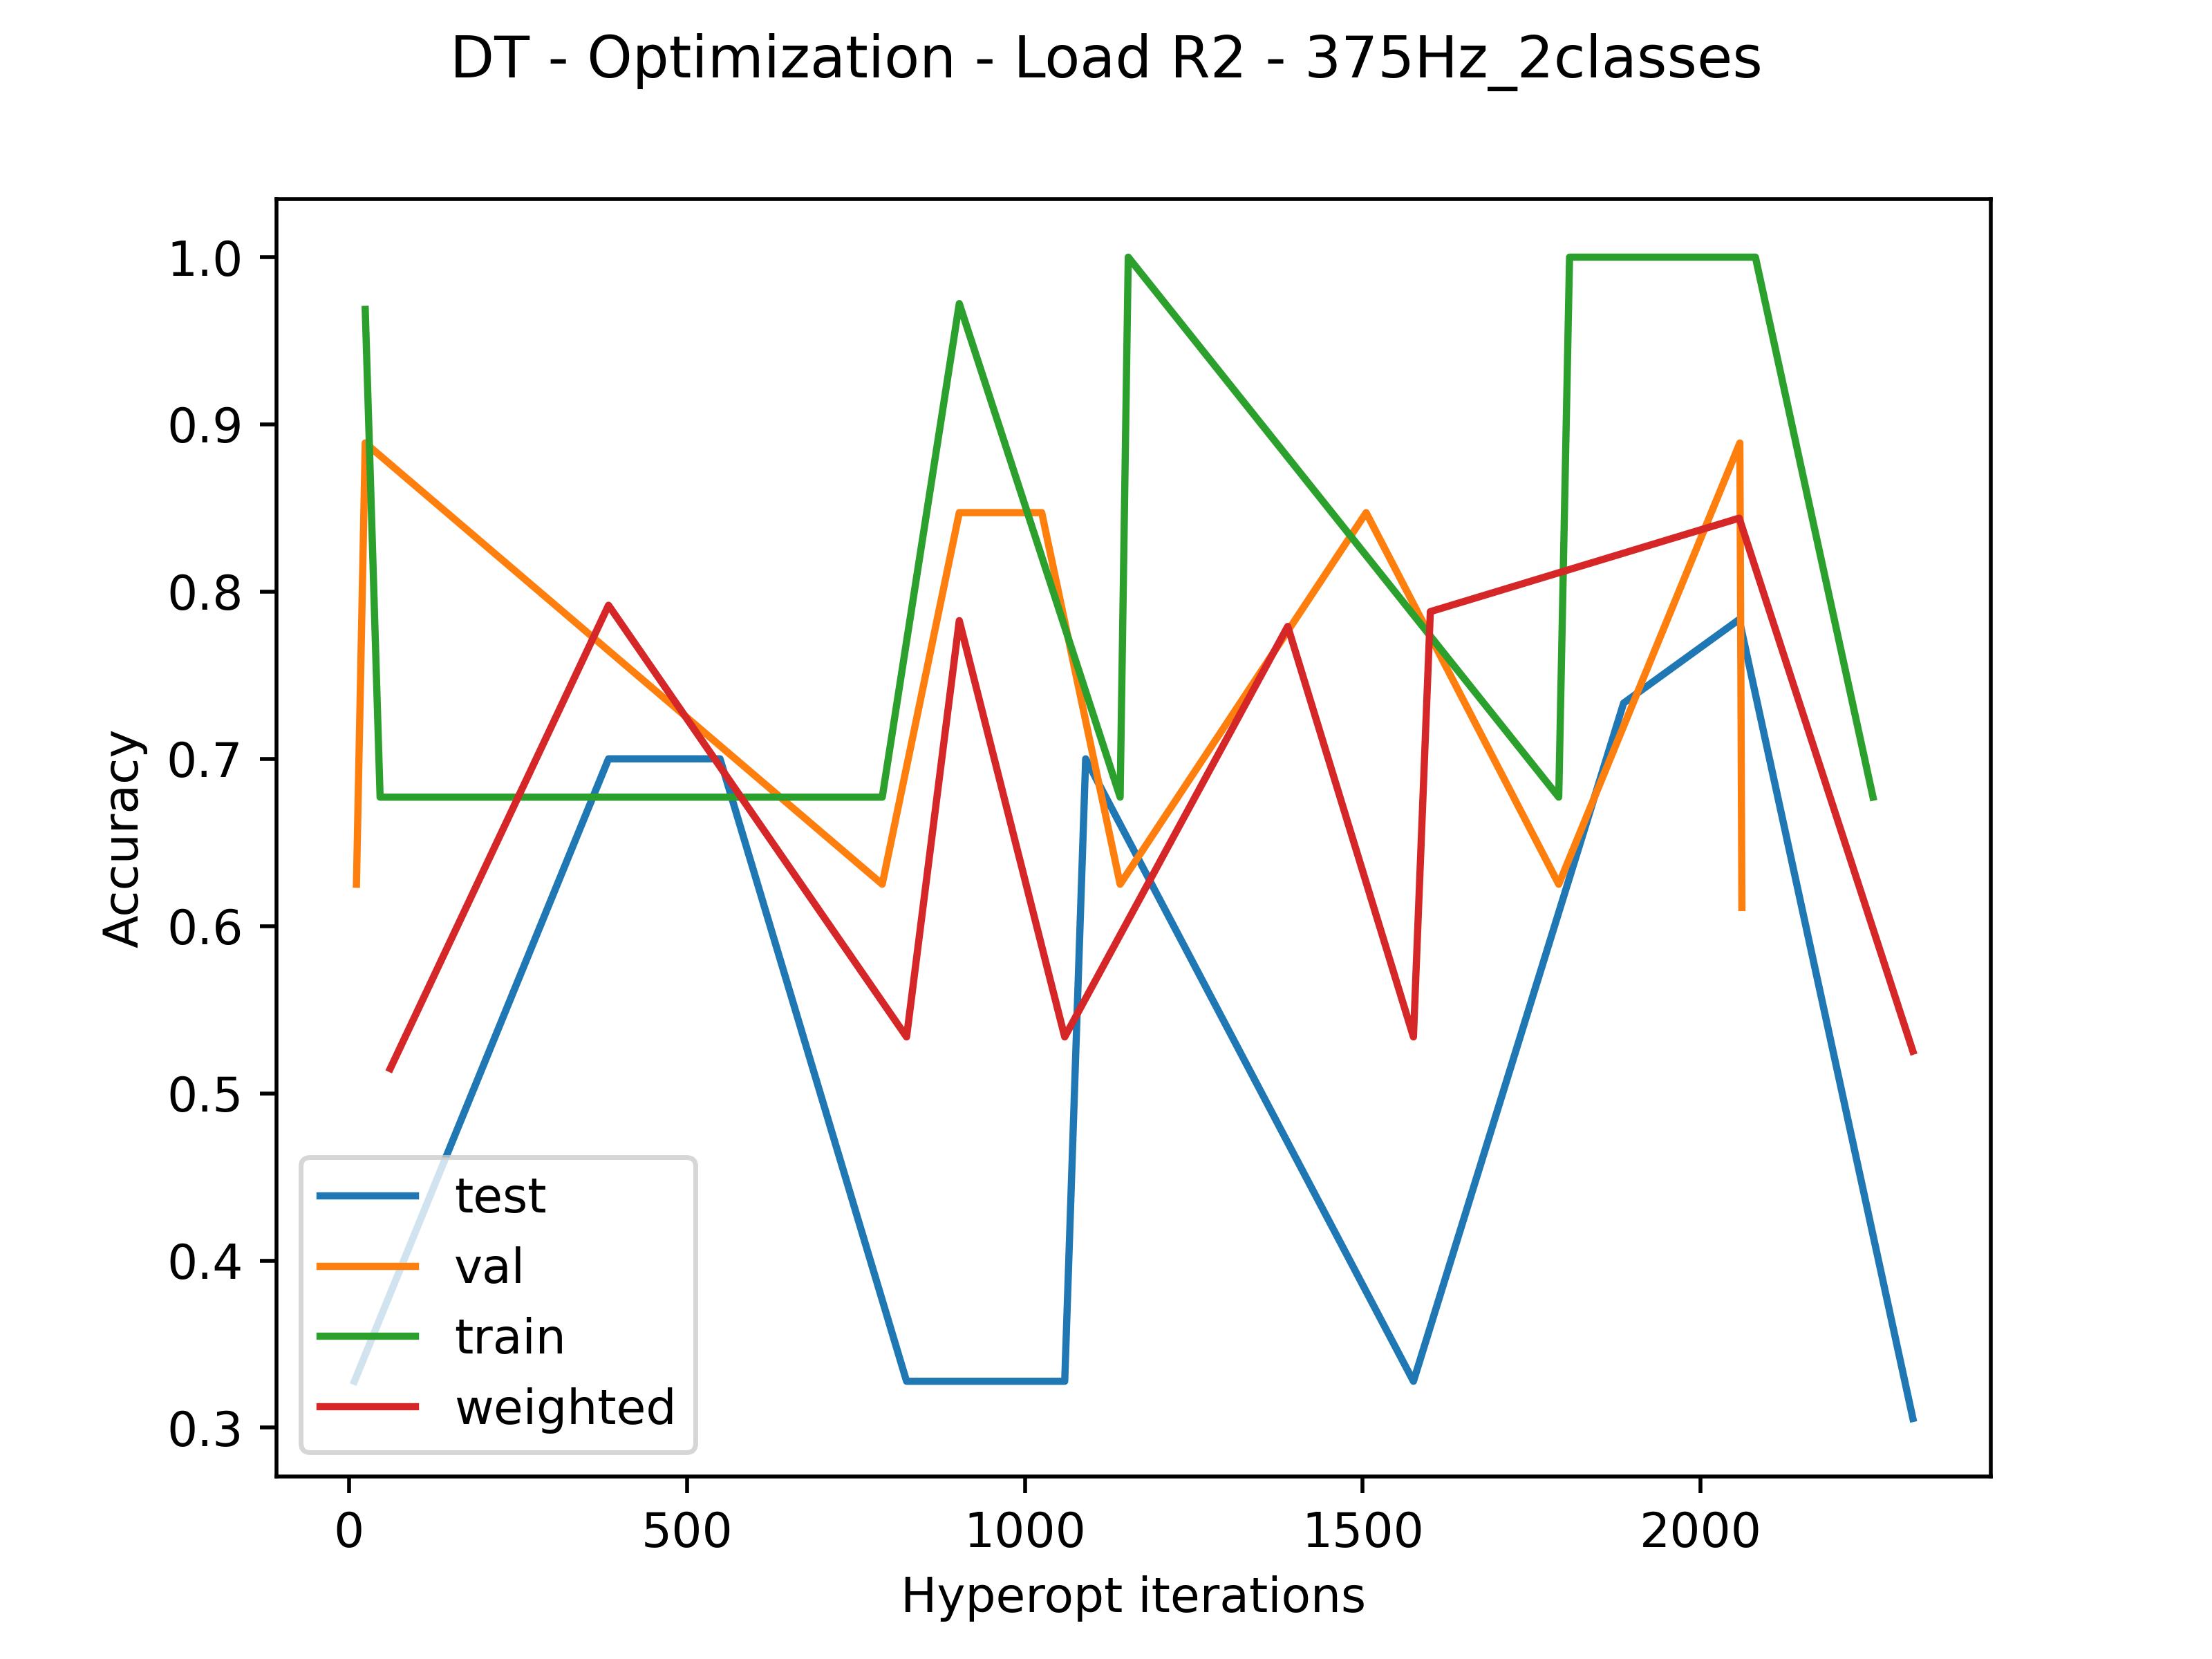 DT - Optimization - Load R2 - 375Hz_2classes
1.0
0.9
0.8
0.7
0.6
0.5
0.4
0.3
Accuracy
test
val
train
weighted
0 500 1000 1500 2000
Hyperopt iterations